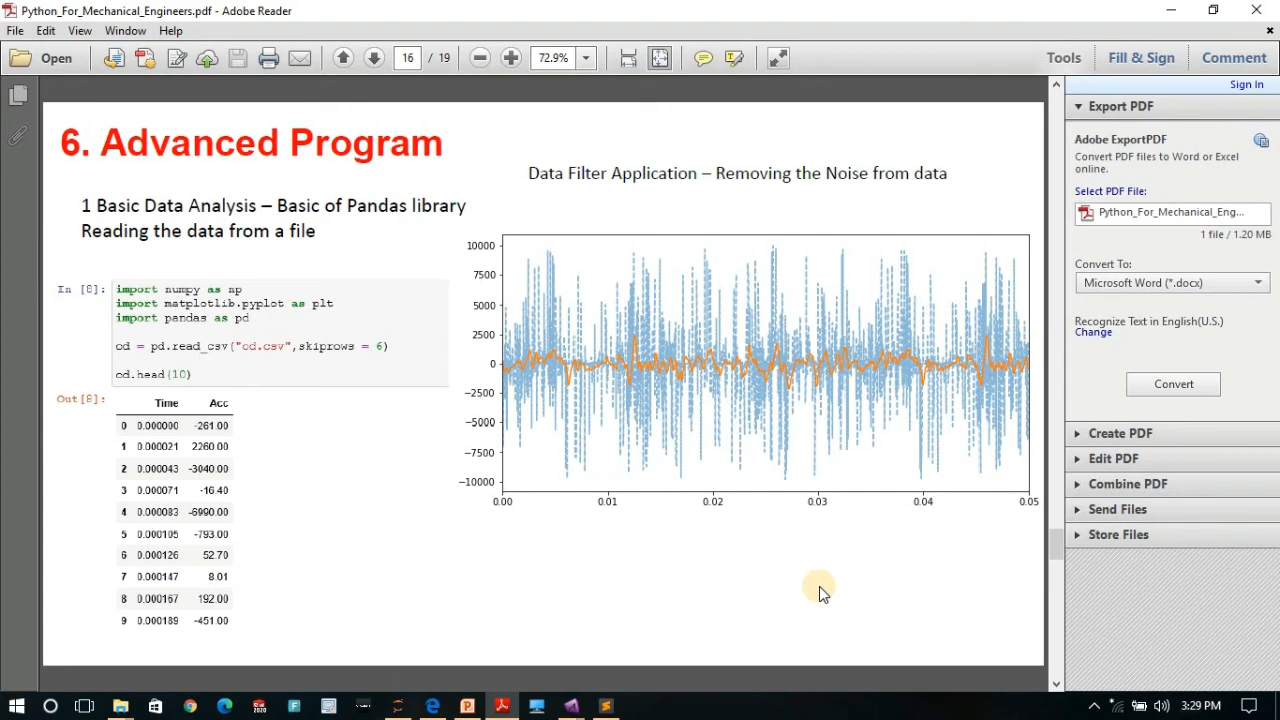 Python_For_Mechanical_Engineers.pdf - Adobe Reader
File Edit View Window Help
Open
16 / 19
72.9%
Tools Fill & Sign Comment
Sign In
Export PDF
Adobe ExportPDF
Convert PDF files to Word or Excel
online.
Select PDF File:
Python_For_Mechanical_Eng...
1 file / 1.20 MB
Convert To:
Microsoft Word (*.docx)
Recognize Text in English(U.S.)
Change
Convert
Create PDF
Edit PDF
Combine PDF
Send Files
Store Files
6. Advanced Program
1 Basic Data Analysis – Basic of Pandas library
Reading the data from a file
In [8]:
import numpy as np
import matplotlib.pyplot as plt
import pandas as pd
cd = pd.read_csv("cd.csv",skiprows = 6)
cd.head(10)
Out[8]:
Time Acc
0 0.000000 -261.00
1 0.000021 2260.00
2 0.000043 -3040.00
3 0.000071 -16.40
4 0.000083 -6990.00
5 0.000105 -793.00
6 0.000126 52.70
7 0.000147 8.01
8 0.000167 192.00
9 0.000189 -451.00
Data Filter Application – Removing the Noise from data
10000
7500
5000
2500
0
−2500
−5000
−7500
−10000
0.00 0.01 0.02 0.03 0.04 0.05
3:29 PM